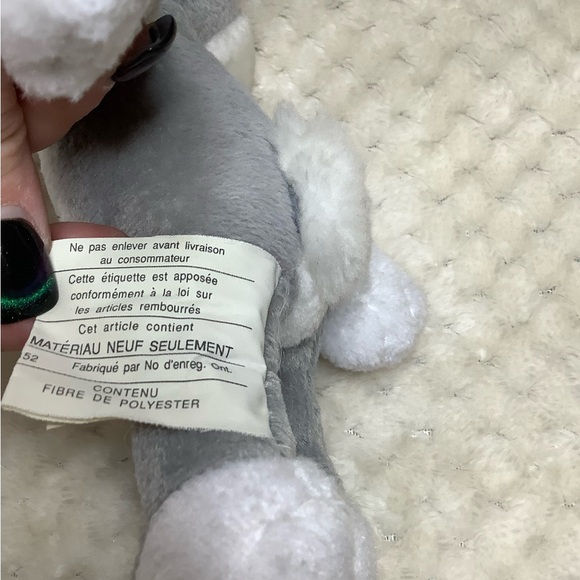 Ne pas enlever avant livraison
au consommateur
Cette étiquette est apposée
conformément à la loi sur
les articles rembourrés
Cet article contient
MATÉRIAU NEUF SEULEMENT
52 Fabriqué par No d'enreg. Ont.
FIBRE CONTENU
DE POLYESTER